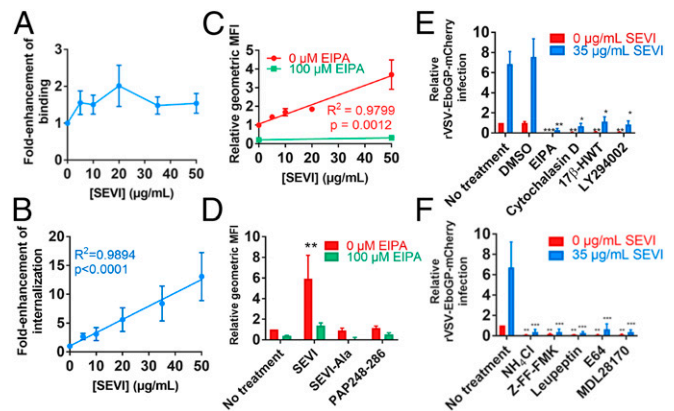 A
Fold-enhancement of
binding
3
2
1
0
0 10 20 30 40 50
[SEVI] (µg/mL)
B
Fold-enhancement of
internalization
20
15
10
5
0
R²=0.9894
p<0.0001
0 10 20 30 40 50
[SEVI] (µg/mL)
C
Relative geometric MFI
5
4
3
2
1
0
0 µM EIPA
100 µM EIPA
R² = 0.9799
p = 0.0012
0 10 20 30 40 50
[SEVI] (µg/mL)
D
Relative geometric MFI
10
8
6
4
2
0
**
0 µM EIPA
100 µM EIPA
No treatment
SEVI
SEVI-Ala
PAP248-286
E
Relative
rVSV-EboGP-mCherry
infection
10
8
6
4
2
0
0 µg/mL SEVI
35 µg/mL SEVI
*** ** ** * ** * ** *
No treatment
DMSO
EIPA
Cytochalasin D
17β-HWT
LY294002
F
Relative
rVSV-EboGP-mCherry
infection
10
8
6
4
2
0
0 µg/mL SEVI
35 µg/mL SEVI
** *** ** *** ** *** ** *** ** ***
No treatment
NH₄Cl
Z-FF-FMK
Leupeptin
E64
MDL28170